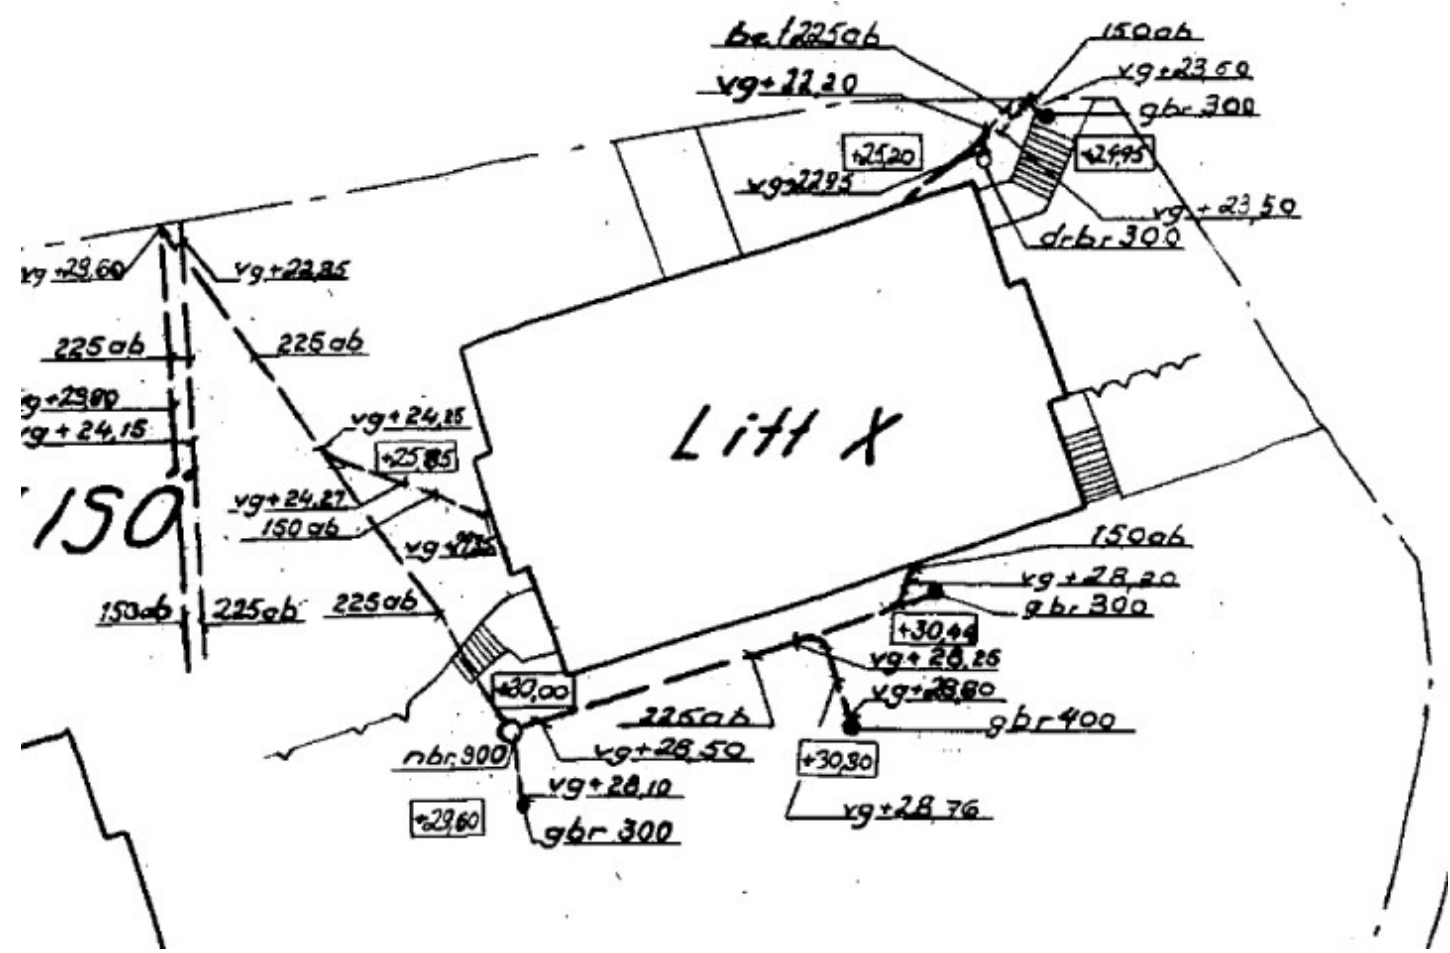 bet 225ab
150ab
vg+22,20
vg+23,60
gbr.300
+25,20
+24,95
vg+22,95
vg+23,50
drbr 300
vg+29,60
225ab
225ab
vg+24,15
vg+24,25
+25,85
Litt X
vg+24,27
150ab
150
150ab
225ab
225ab
150ab
vg+28,20
gbr 300
+30,44
vg+28,25
+30,00
vg+28,80
225ab
gbr 400
nbr.900
vg+28,50
+30,30
vg+28,10
vg+28,76
+29,60
gbr 300